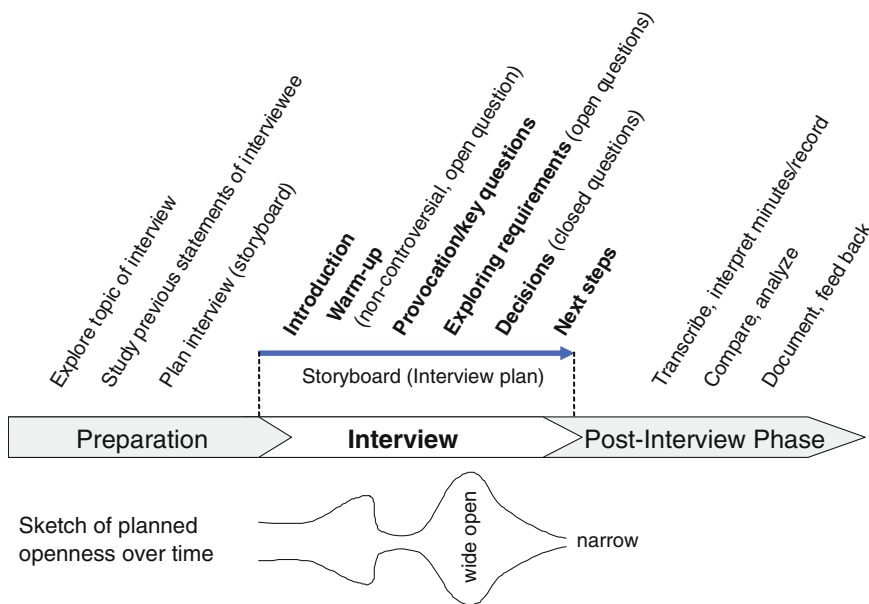 Explore topic of interview
Study previous statements of interviewee
Plan interview (storyboard)
Introduction
Warm-up
(non-controversial, open question)
Provocation/key questions
Exploring requirements (open questions)
Decisions (closed questions)
Next steps
Transcribe, interpret minutes/record
Compare, analyze
Document, feed back
Storyboard (Interview plan)
Preparation
Interview
Post-Interview Phase
Sketch of planned
openness over time
wide open
narrow